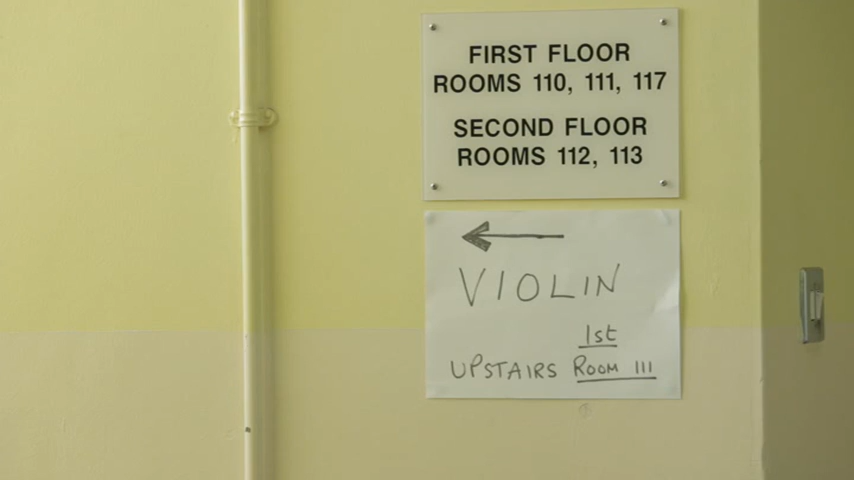 FIRST FLOOR
ROOMS 110, 111, 117
SECOND FLOOR
ROOMS 112, 113
VIOLIN
1st
UPSTAIRS ROOM 111